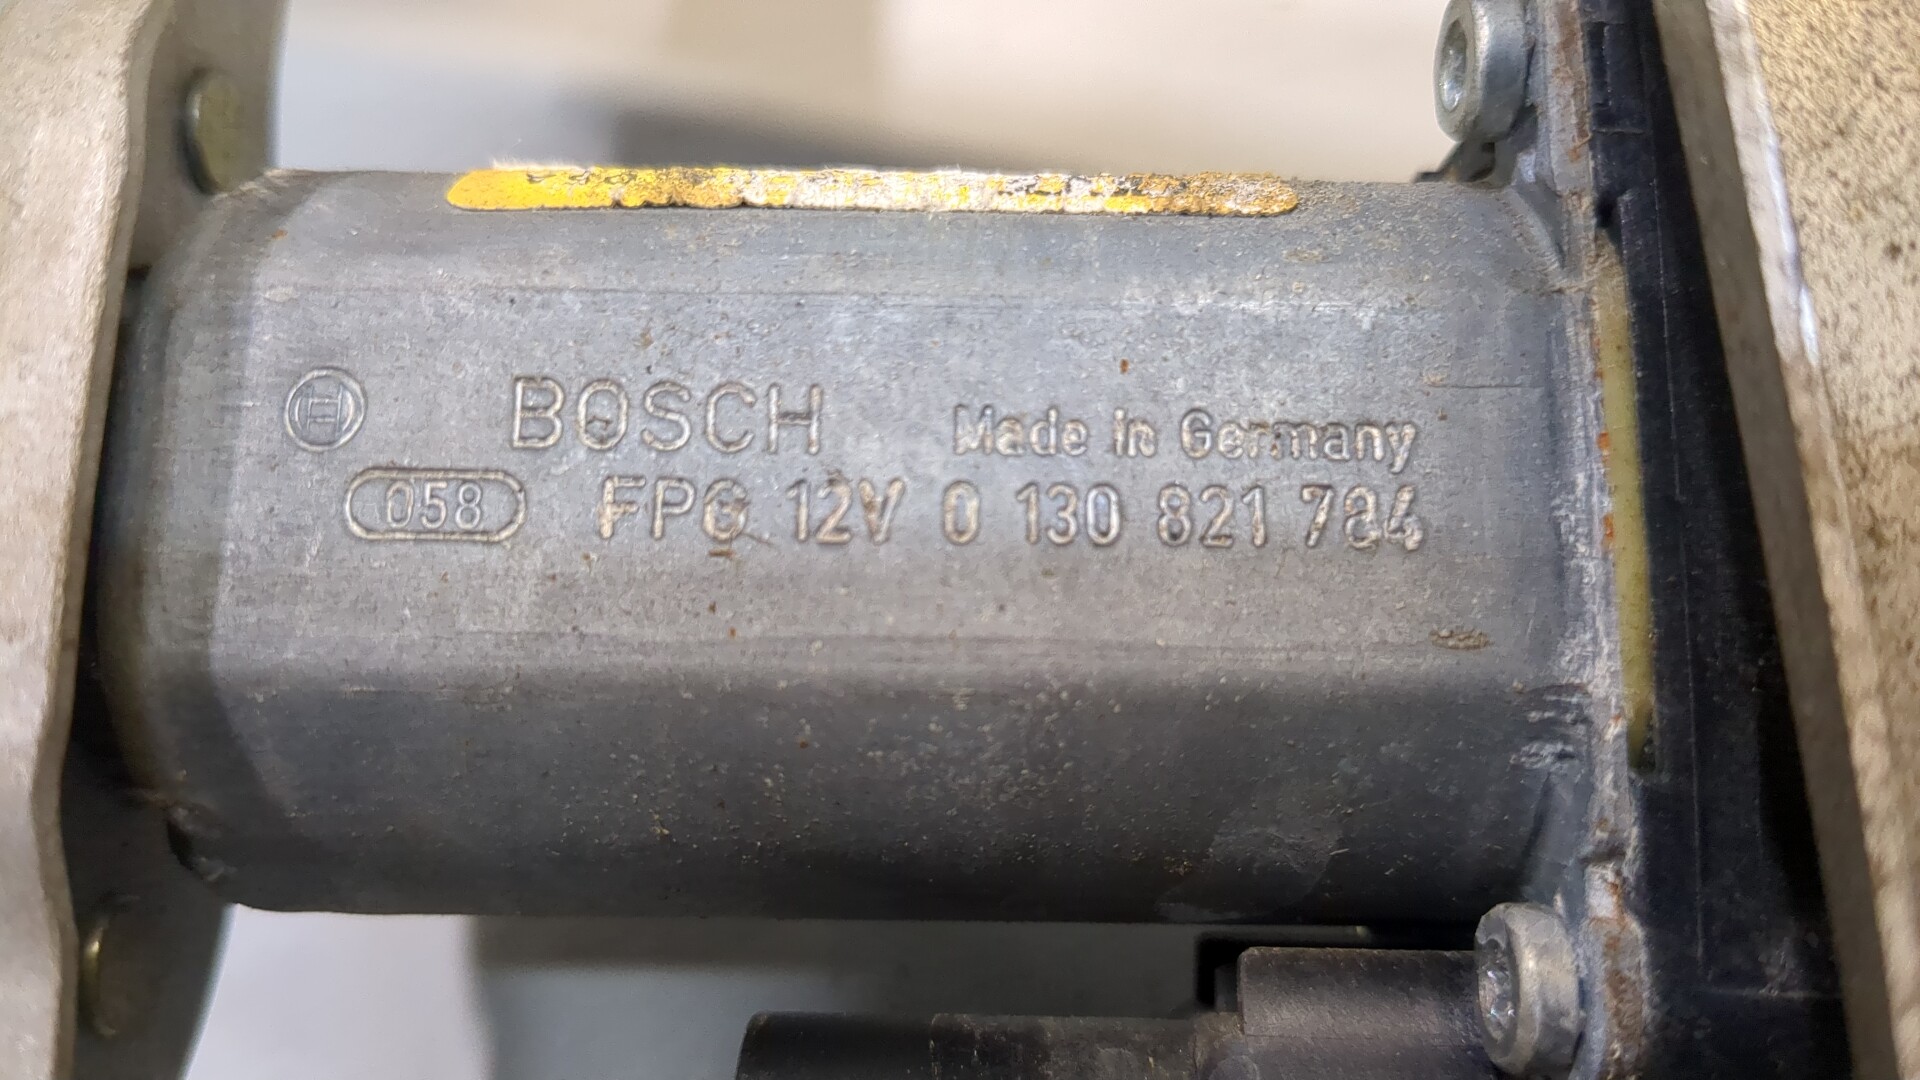 BOSCH Made in Germany
058 FPG 12V 0 130 821 784